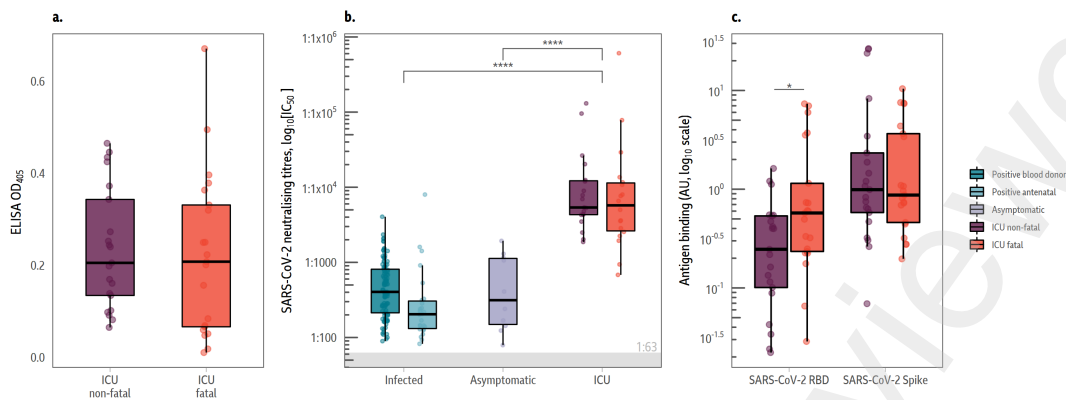 a.
ELISA OD405
0.6
0.4
0.2
0.0
ICU
non-fatal
ICU
fatal
b.
SARS-CoV-2 neutralising titres, log10[IC50]
1:1x10^6
1:1x10^5
1:1x10^4
1:1000
1:100
****
****
1:63
Infected
Asymptomatic
ICU
c.
Antigen binding (AU, log10 scale)
10^1.5
10^1
10^0
10^-0.5
10^-1
10^-1.5
*
SARS-CoV-2 RBD
SARS-CoV-2 Spike
Positive blood donor
Positive antenatal
Asymptomatic
ICU non-fatal
ICU fatal